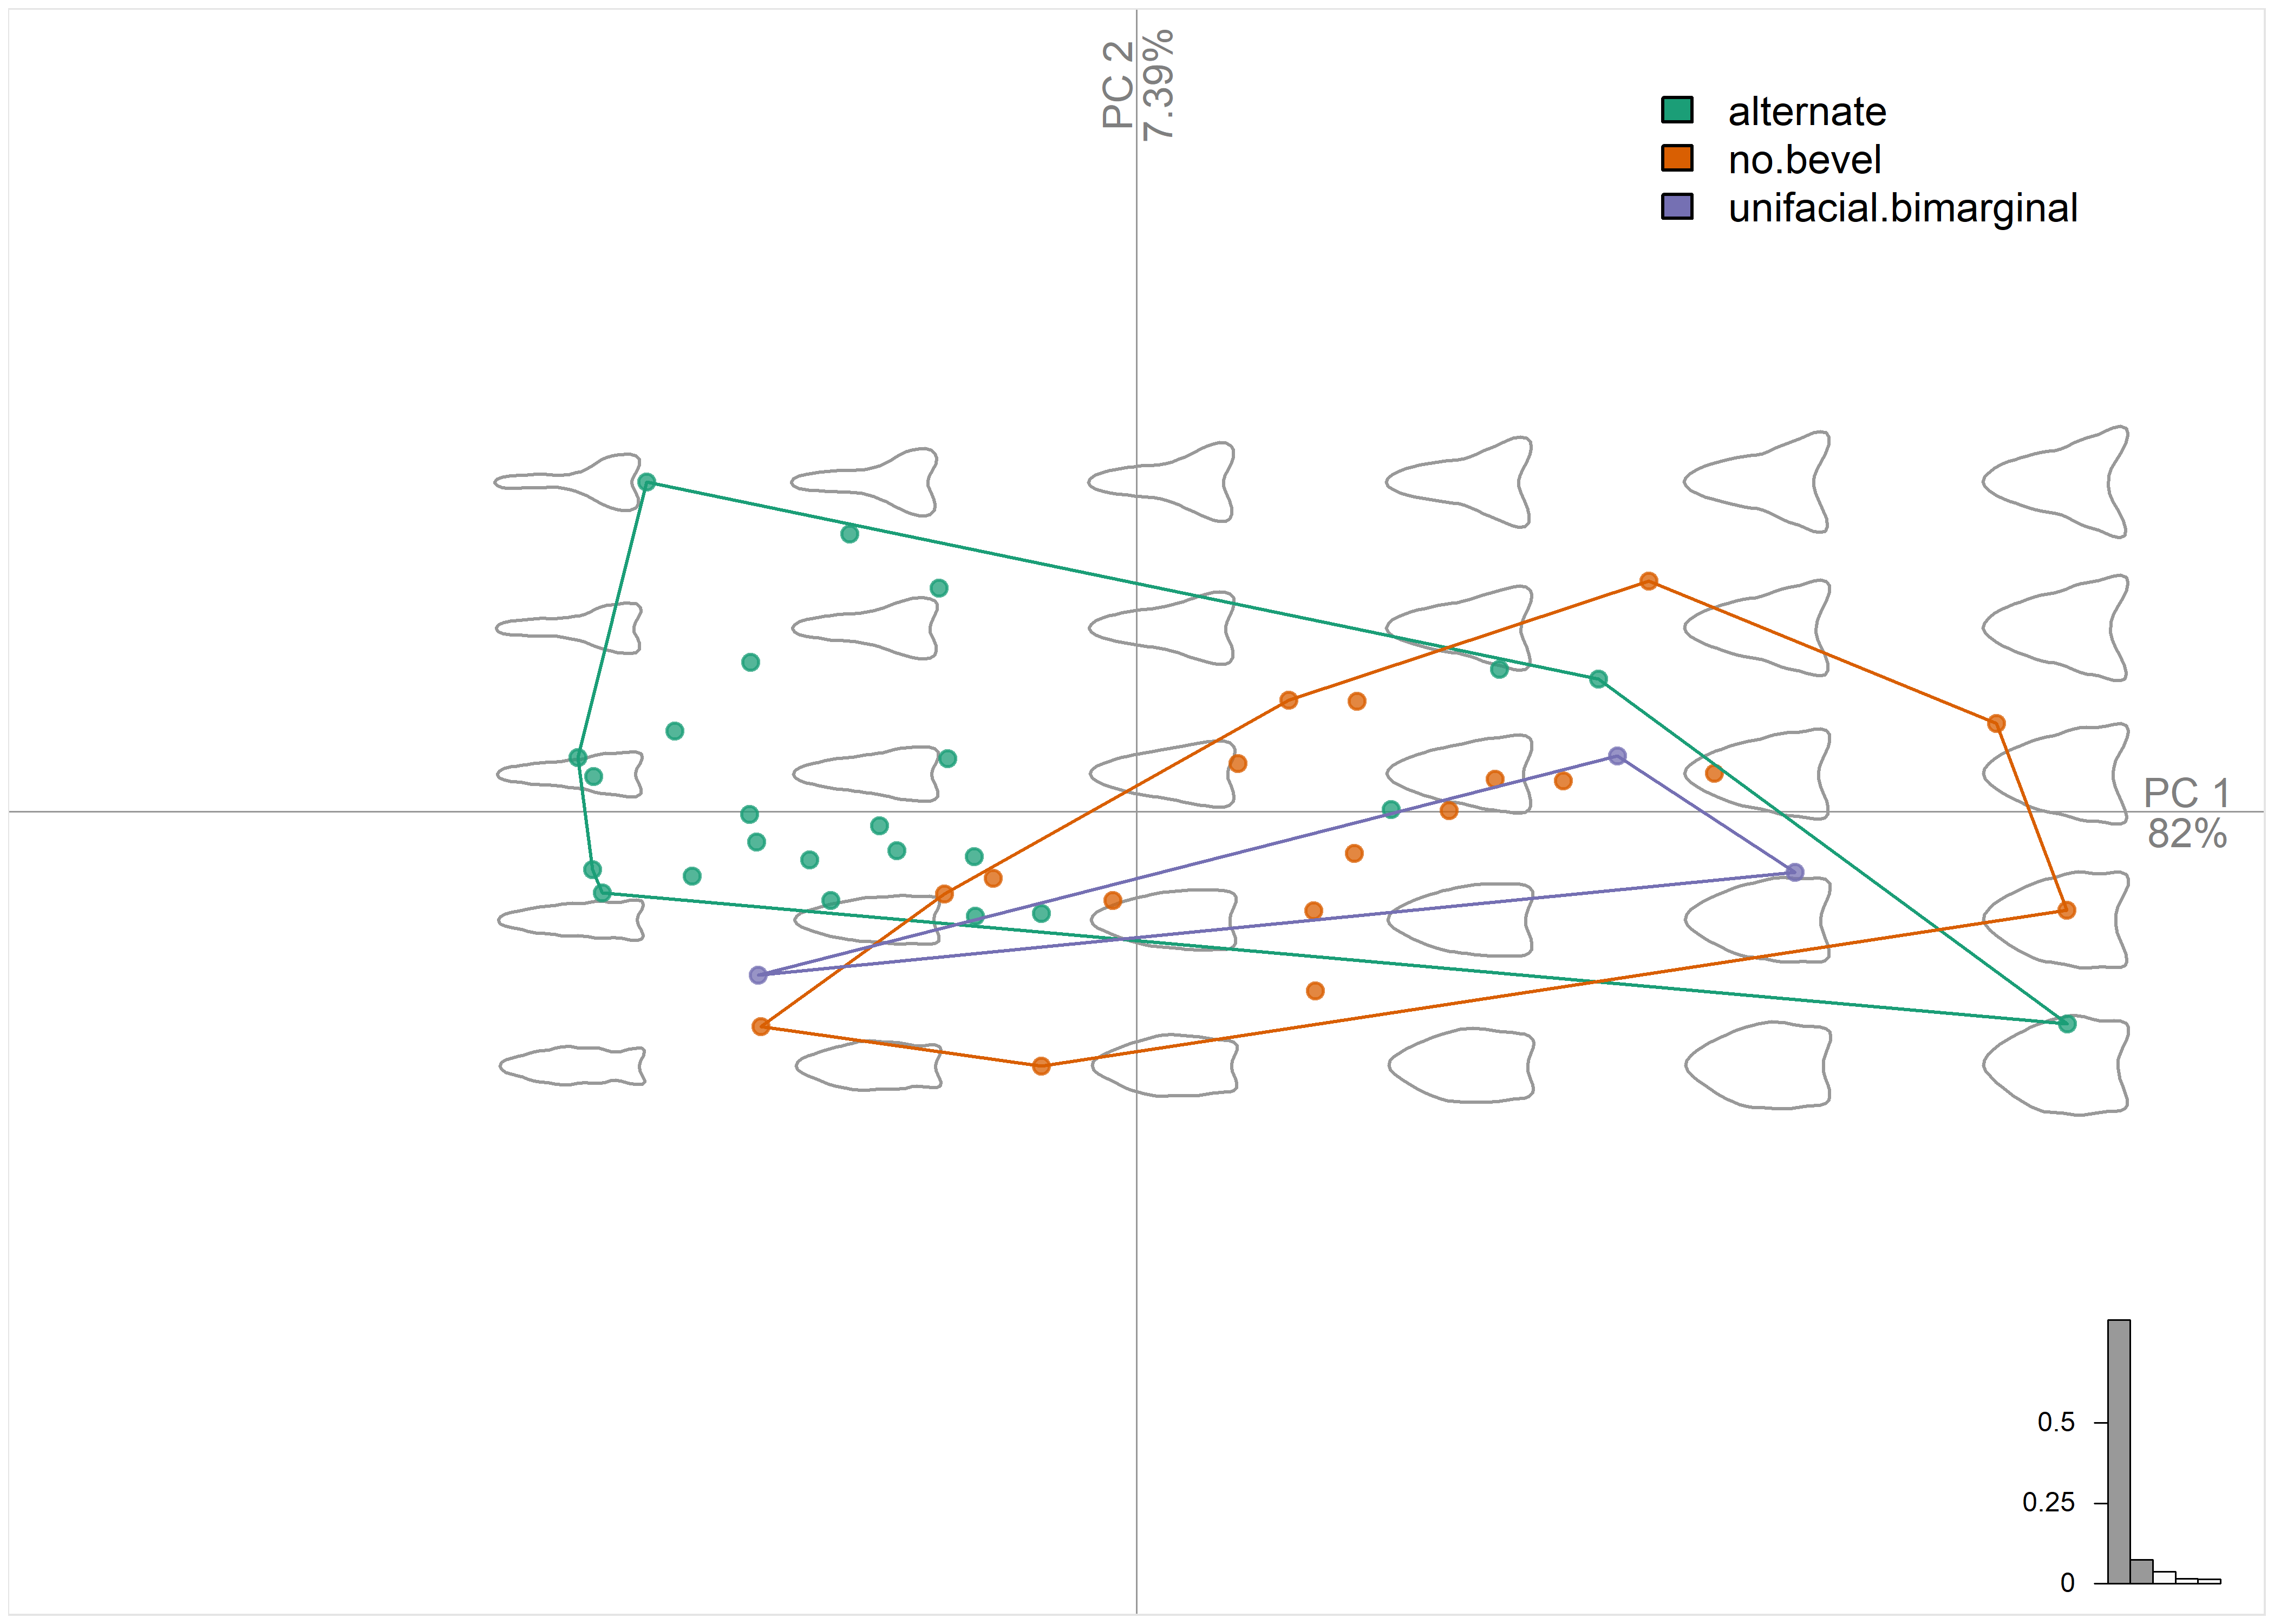 PC 2
7.39%
alternate
no.bevel
unifacial.bimarginal
PC 1
82%
0.5
0.25
0